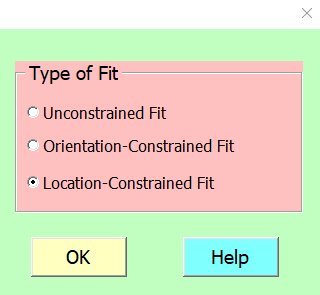 Type of Fit
Unconstrained Fit
Orientation-Constrained Fit
Location-Constrained Fit
OK
Help